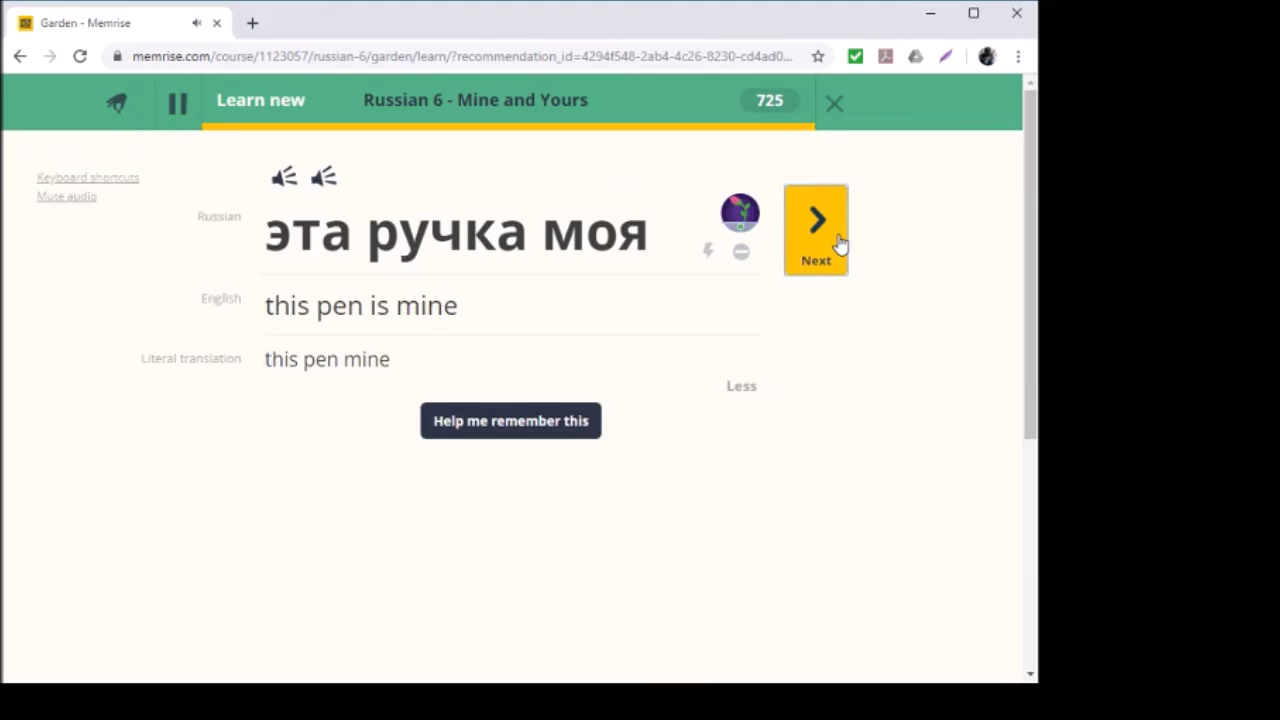 Garden - Memrise
memrise.com/course/1123057/russian-6/garden/learn/?recommendation_id=4294f548-2ab4-4c26-8230-cd4ad0...
Learn new
Russian 6 - Mine and Yours
725
Keyboard shortcuts
Mute audio
Russian
эта ручка моя
Next
English
this pen is mine
Literal translation
this pen mine
Less
Help me remember this